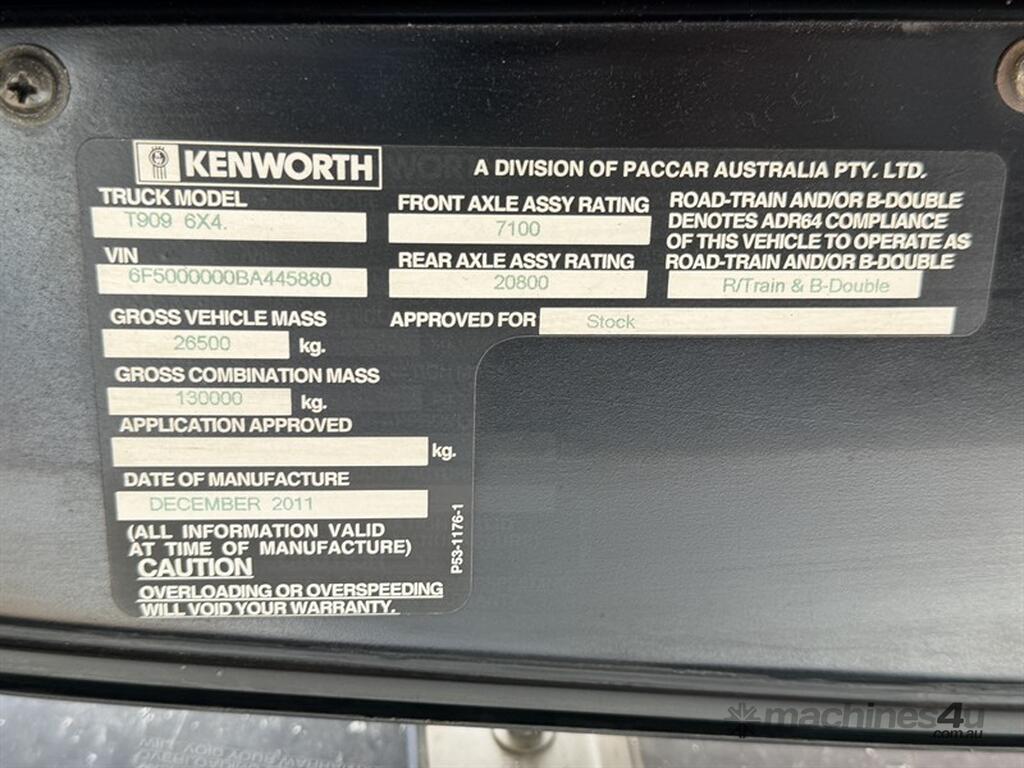 KENWORTH
A DIVISION OF PACCAR AUSTRALIA PTY. LTD.
TRUCK MODEL
T909 6X4.
VIN
6F5000000BA445880
GROSS VEHICLE MASS
26500 kg.
GROSS COMBINATION MASS
130000 kg.
APPLICATION APPROVED
kg.
DATE OF MANUFACTURE
DECEMBER 2011
(ALL INFORMATION VALID
AT TIME OF MANUFACTURE)
CAUTION
OVERLOADING OR OVERSPEEDING
WILL VOID YOUR WARRANTY.
P53-1176-1
FRONT AXLE ASSY RATING
7100
REAR AXLE ASSY RATING
20800
APPROVED FOR Stock
ROAD-TRAIN AND/OR B-DOUBLE
DENOTES ADR64 COMPLIANCE
OF THIS VEHICLE TO OPERATE AS
ROAD-TRAIN AND/OR B-DOUBLE
R/Train & B-Double
machines4u
.com.au